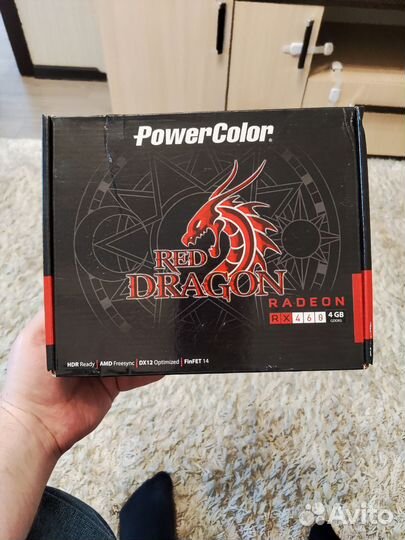 PowerColor
RED
DRAGON
RADEON
RX 460 4 GB
GDDR5
HDR Ready | AMD Freesync | DX12 Optimized | FinFET 14
Avito